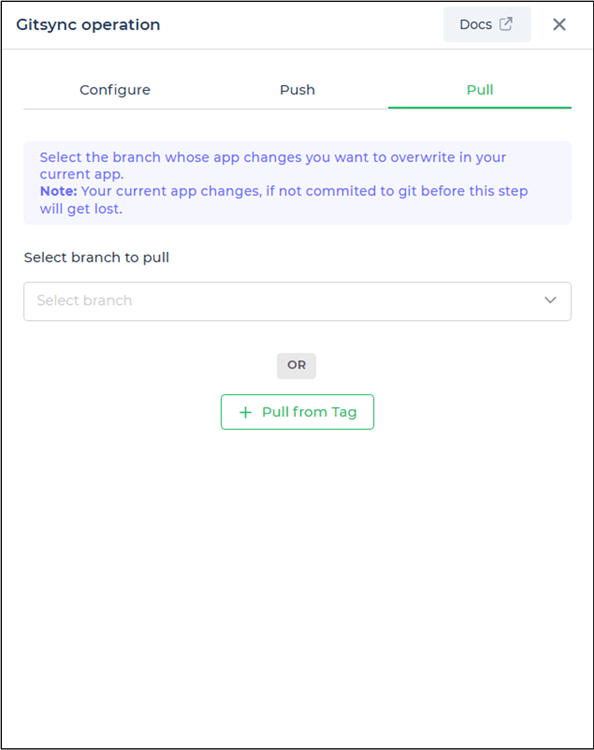 Gitsync operation
Docs
Configure
Push
Pull
Select the branch whose app changes you want to overwrite in your
current app.
Note: Your current app changes, if not commited to git before this step
will get lost.
Select branch to pull
Select branch
OR
+ Pull from Tag